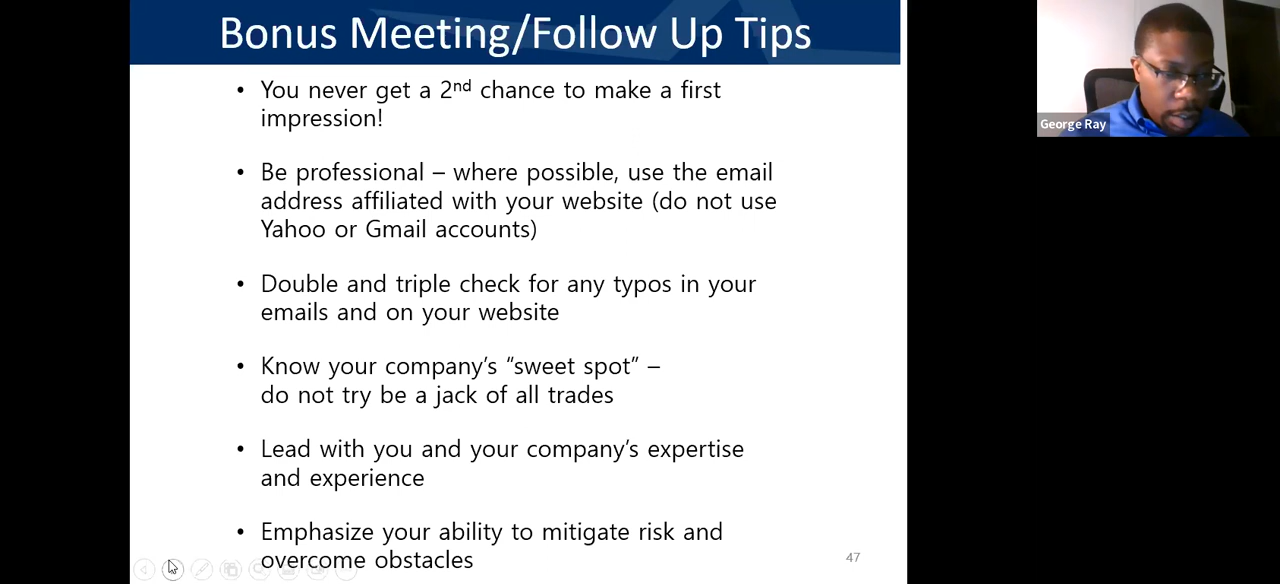 Bonus Meeting/Follow Up Tips
• You never get a 2nd chance to make a first
impression!
• Be professional – where possible, use the email
address affiliated with your website (do not use
Yahoo or Gmail accounts)
• Double and triple check for any typos in your
emails and on your website
• Know your company’s “sweet spot” –
do not try be a jack of all trades
• Lead with you and your company’s expertise
and experience
• Emphasize your ability to mitigate risk and
overcome obstacles
47
George Ray